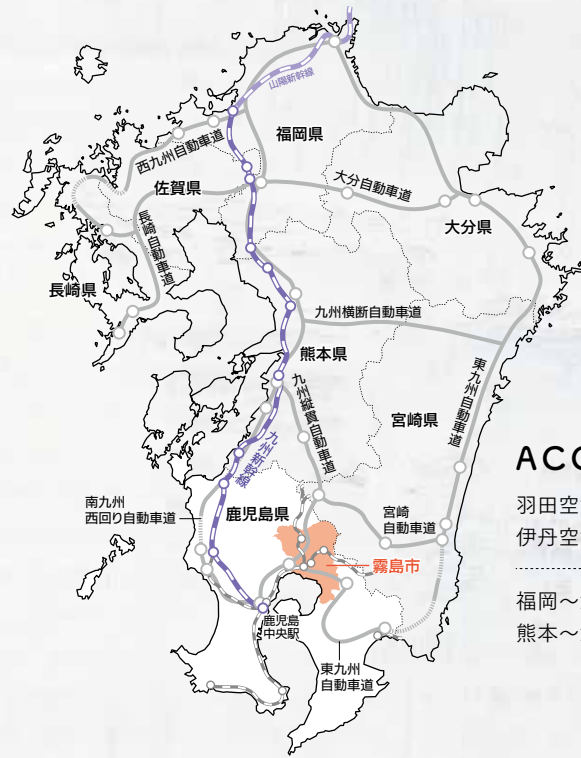 山陽新幹線
福岡県
西九州自動車道
佐賀県
大分自動車道
大分県
長崎自動車道
長崎県
九州横断自動車道
熊本県
東九州自動車道
九州縦貫自動車道
宮崎県
九州新幹線
南九州
西回り自動車道
鹿児島県
宮崎
自動車道
霧島市
鹿児島
中央駅
東九州
自動車道
羽田空
伊丹空
福岡〜
熊本〜